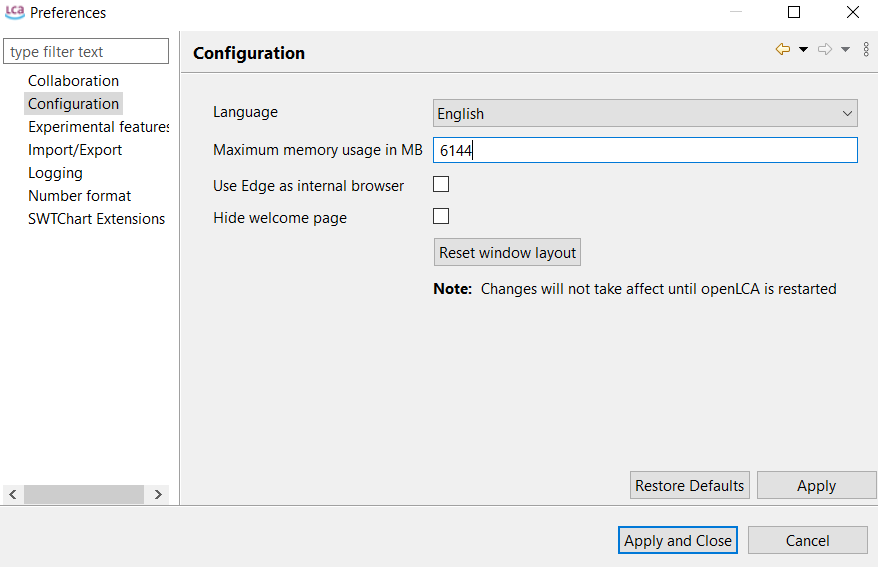 LCA Preferences
type filter text
Collaboration
Configuration
Experimental features
Import/Export
Logging
Number format
SWTChart Extensions
Configuration
Language English
Maximum memory usage in MB 6144
Use Edge as internal browser
Hide welcome page
Reset window layout
Note: Changes will not take affect until openLCA is restarted
Restore Defaults Apply
Apply and Close Cancel